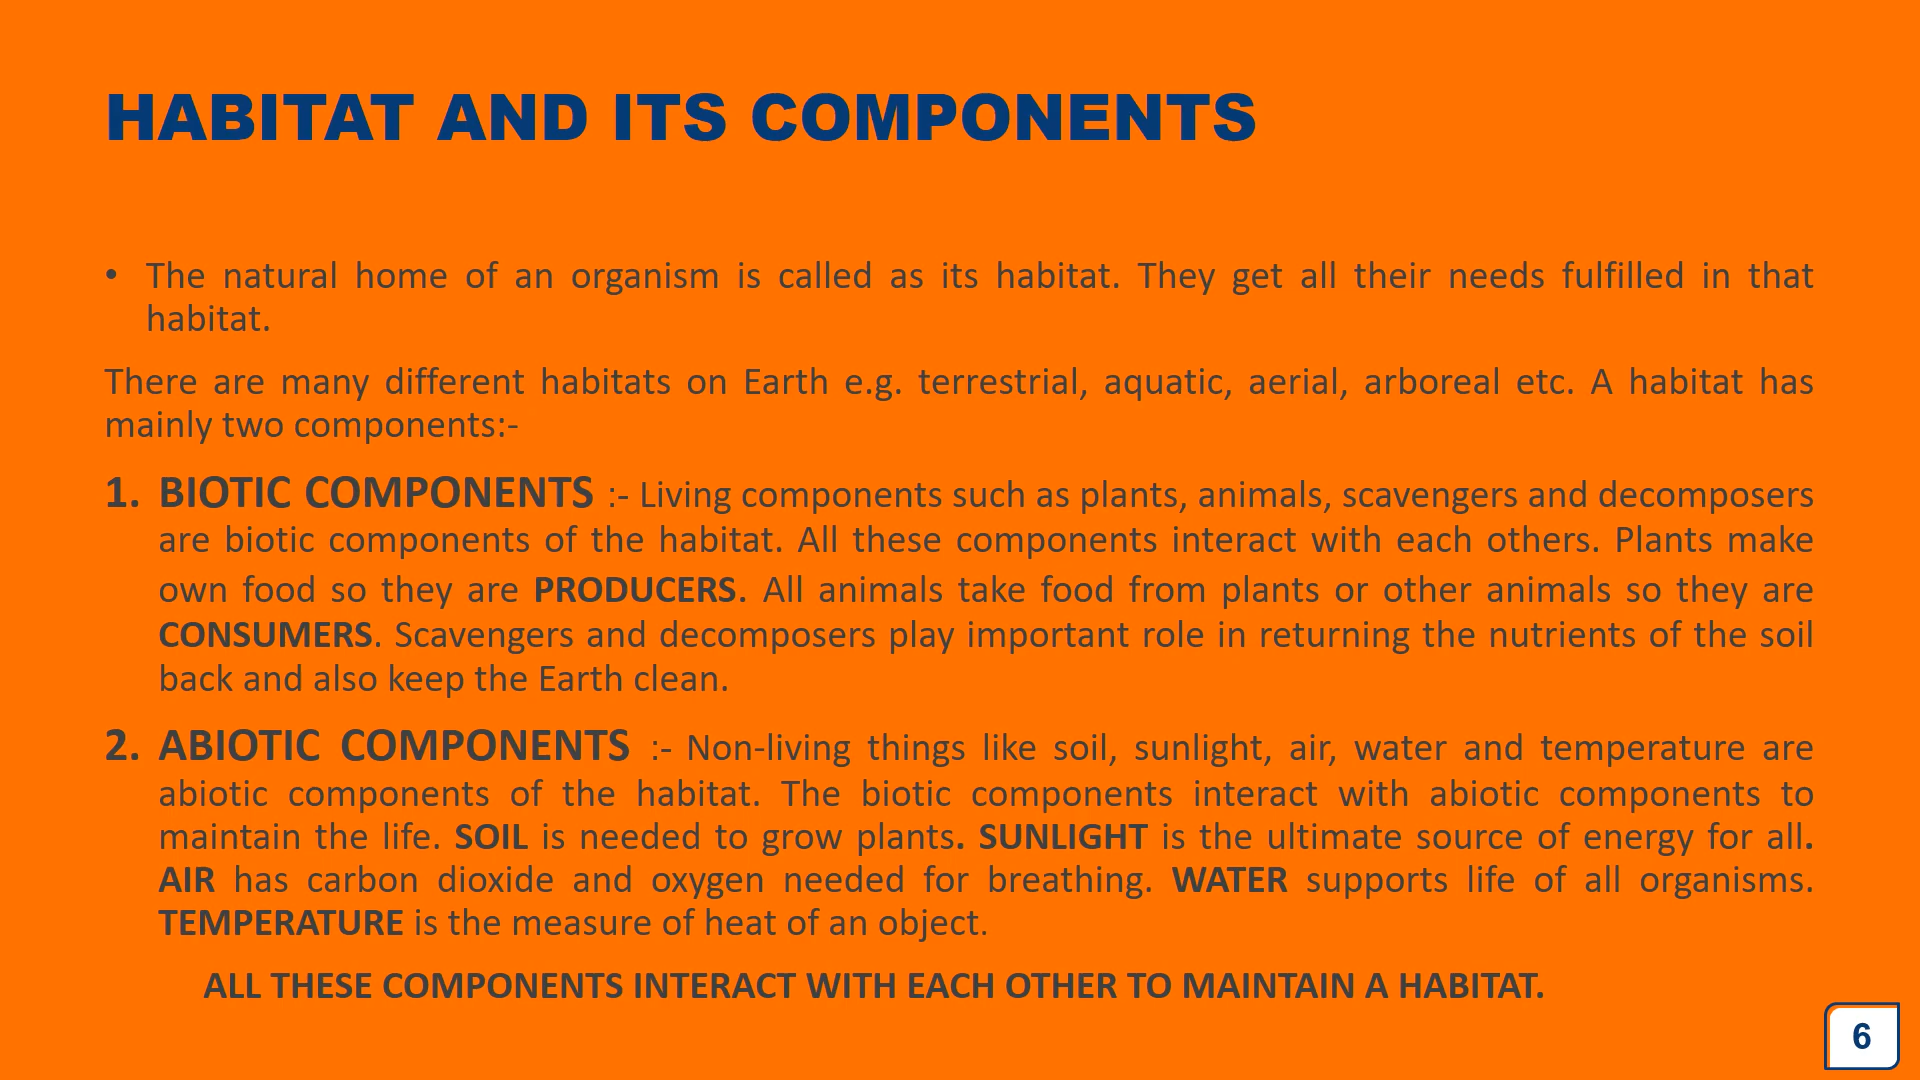 HABITAT AND ITS COMPONENTS
• The natural home of an organism is called as its habitat. They get all their needs fulfilled in that
habitat.
There are many different habitats on Earth e.g. terrestrial, aquatic, aerial, arboreal etc. A habitat has
mainly two components:-
1. BIOTIC COMPONENTS :- Living components such as plants, animals, scavengers and decomposers
are biotic components of the habitat. All these components interact with each others. Plants make
own food so they are PRODUCERS. All animals take food from plants or other animals so they are
CONSUMERS. Scavengers and decomposers play important role in returning the nutrients of the soil
back and also keep the Earth clean.
2. ABIOTIC COMPONENTS :- Non-living things like soil, sunlight, air, water and temperature are
abiotic components of the habitat. The biotic components interact with abiotic components to
maintain the life. SOIL is needed to grow plants. SUNLIGHT is the ultimate source of energy for all.
AIR has carbon dioxide and oxygen needed for breathing. WATER supports life of all organisms.
TEMPERATURE is the measure of heat of an object.
ALL THESE COMPONENTS INTERACT WITH EACH OTHER TO MAINTAIN A HABITAT.
6